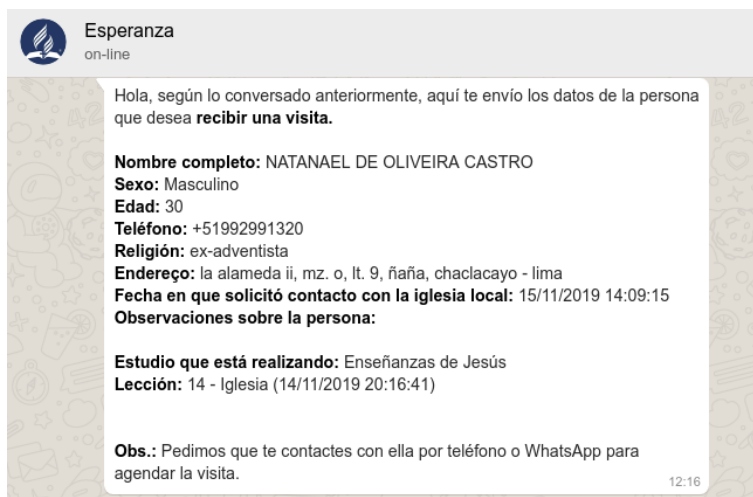 Esperanza
on-line
Hola, según lo conversado anteriormente, aquí te envío los datos de la persona
que desea recibir una visita.
Nombre completo: NATANAEL DE OLIVEIRA CASTRO
Sexo: Masculino
Edad: 30
Teléfono: +51992991320
Religión: ex-adventista
Endereço: la alameda ii, mz. o, lt. 9, ñaña, chaclacayo - lima
Fecha en que solicitó contacto con la iglesia local: 15/11/2019 14:09:15
Observaciones sobre la persona:
Estudio que está realizando: Enseñanzas de Jesús
Lección: 14 - Iglesia (14/11/2019 20:16:41)
Obs.: Pedimos que te contactes con ella por teléfono o WhatsApp para
agendar la visita.
12:16